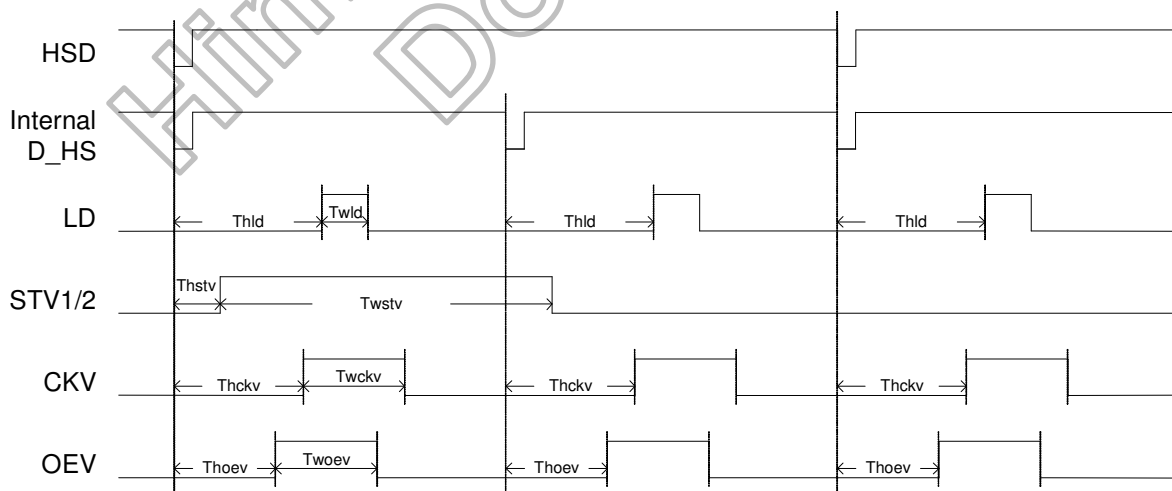 HSD
Internal
D_HS
LD
Thld
Twld
Thld
Thld
STV1/2
Thstv
Twstv
CKV
Thckv
Twckv
Thckv
Thckv
OEV
Thoev
Twoev
Thoev
Thoev